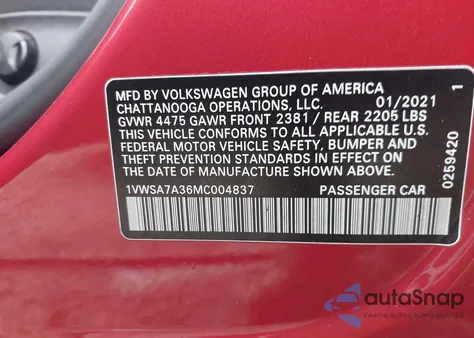 MFD BY VOLKSWAGEN GROUP OF AMERICA
CHATTANOOGA OPERATIONS, LLC. 01/2021
GVWR 4475 GAWR FRONT 2381 / REAR 2205 LBS
THIS VEHICLE CONFORMS TO ALL APPLICABLE U.S.
FEDERAL MOTOR VEHICLE SAFETY, BUMPER AND
THEFT PREVENTION STANDARDS IN EFFECT ON THE
DATE OF MANUFACTURE SHOWN ABOVE.
1VWSA7A36MC004837 PASSENGER CAR
0259420
1
autoSnap